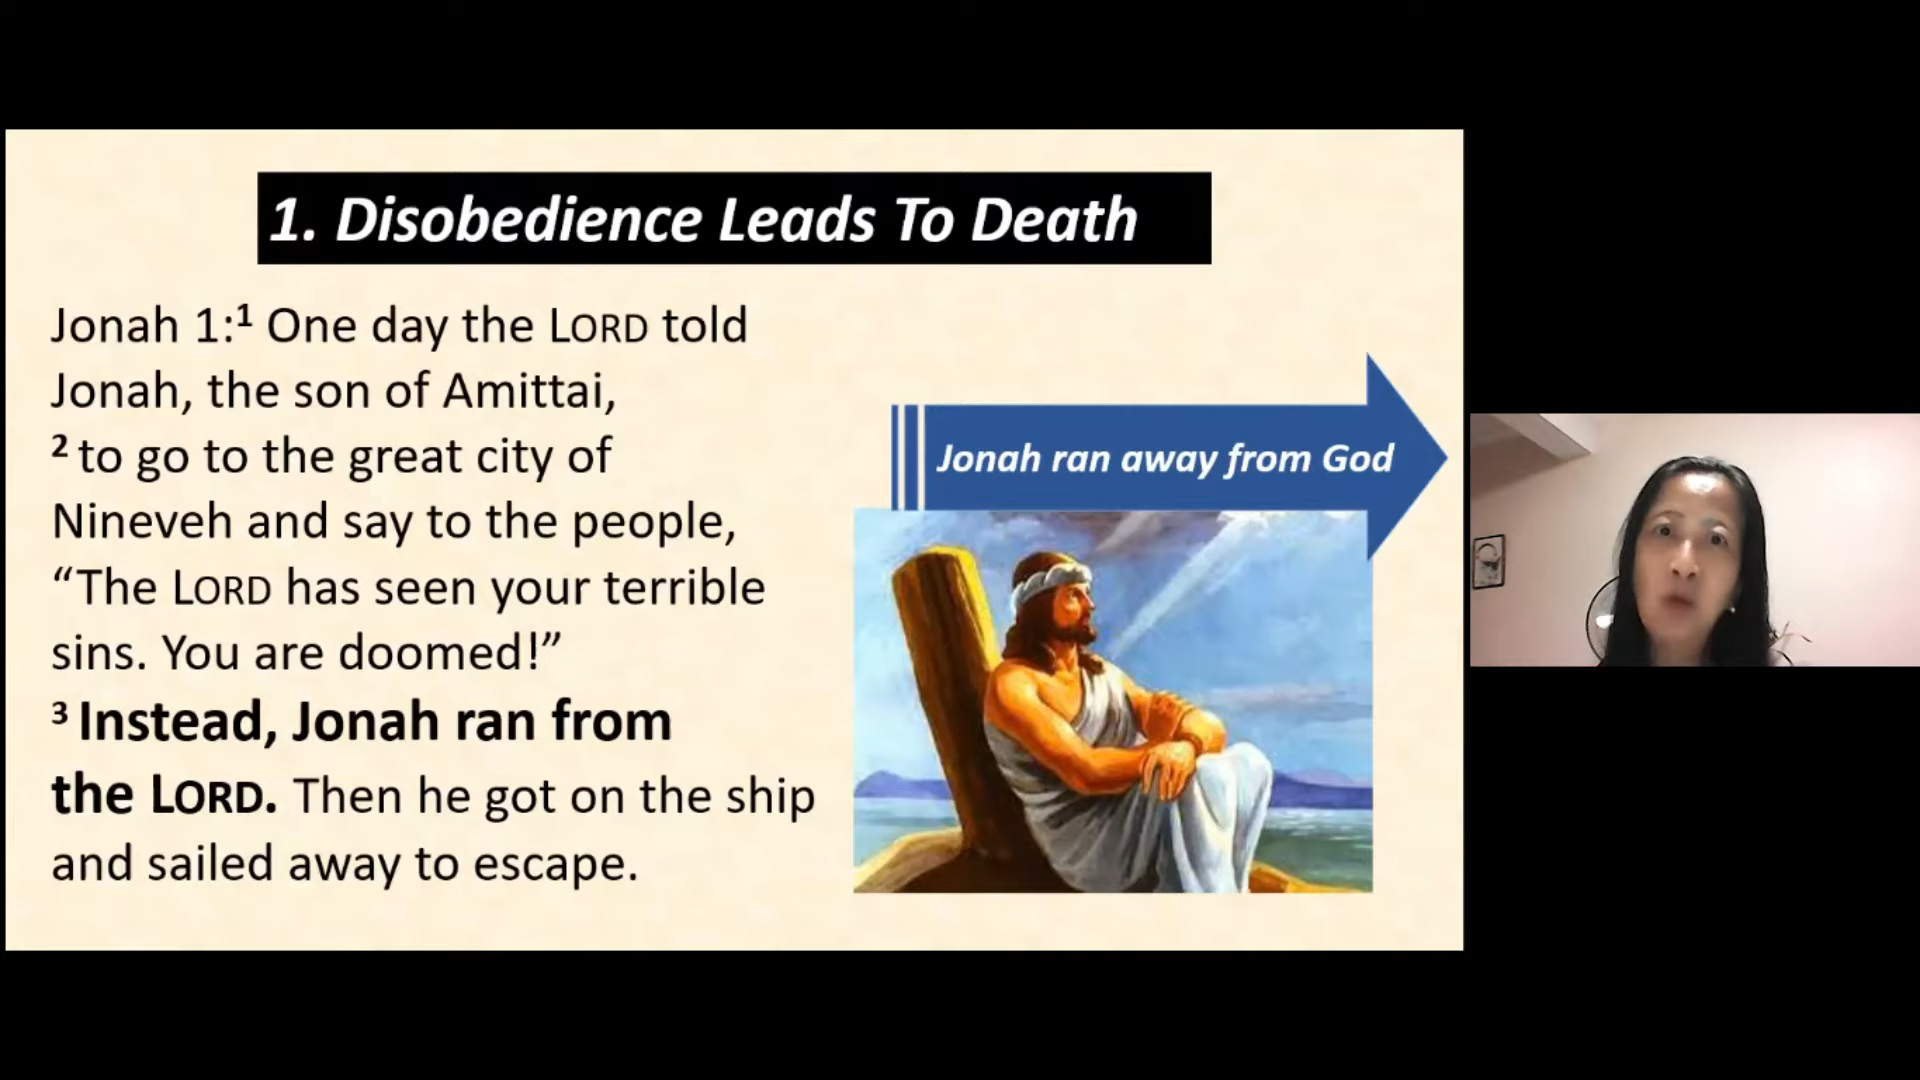 1. Disobedience Leads To Death
Jonah 1:¹ One day the LORD told
Jonah, the son of Amittai,
² to go to the great city of
Nineveh and say to the people,
“The LORD has seen your terrible
sins. You are doomed!”
³ Instead, Jonah ran from
the LORD. Then he got on the ship
and sailed away to escape.
Jonah ran away from God